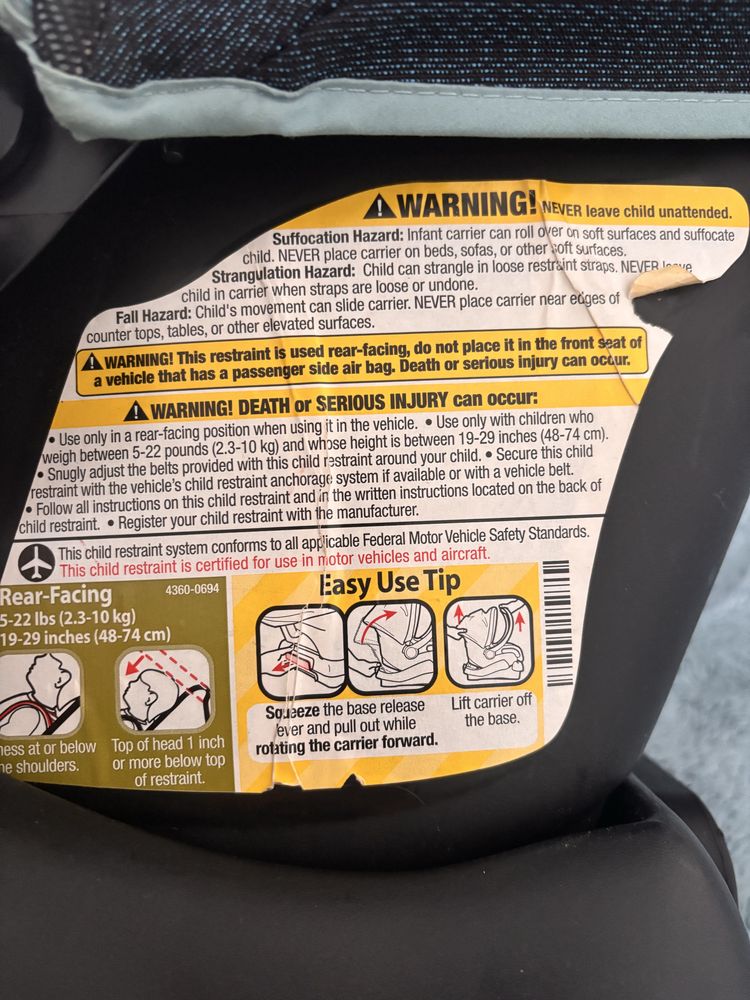 WARNING! NEVER leave child unattended.
Suffocation Hazard: Infant carrier can roll over on soft surfaces and suffocate
child. NEVER place carrier on beds, sofas, or other soft surfaces.
Strangulation Hazard: Child can strangle in loose restraint straps. NEVER leave
child in carrier when straps are loose or undone.
Fall Hazard: Child's movement can slide carrier. NEVER place carrier near edges of
counter tops, tables, or other elevated surfaces.
WARNING! This restraint is used rear-facing, do not place it in the front seat of
a vehicle that has a passenger side air bag. Death or serious injury can occur.
WARNING! DEATH or SERIOUS INJURY can occur:
• Use only in a rear-facing position when using it in the vehicle. • Use only with children who
weigh between 5-22 pounds (2.3-10 kg) and whose height is between 19-29 inches (48-74 cm).
• Snugly adjust the belts provided with this child restraint around your child. • Secure this child
restraint with the vehicle's child restraint anchorage system if available or with a vehicle belt.
• Follow all instructions on this child restraint and in the written instructions located on the back of
child restraint. • Register your child restraint with the manufacturer.
This child restraint system conforms to all applicable Federal Motor Vehicle Safety Standards.
This child restraint is certified for use in motor vehicles and aircraft.
Rear-Facing 4360-0694
5-22 lbs (2.3-10 kg)
19-29 inches (48-74 cm)
ness at or below
he shoulders.
Top of head 1 inch
or more below top
of restraint.
Easy Use Tip
Squeeze the base release
lever and pull out while
rotating the carrier forward.
Lift carrier off
the base.